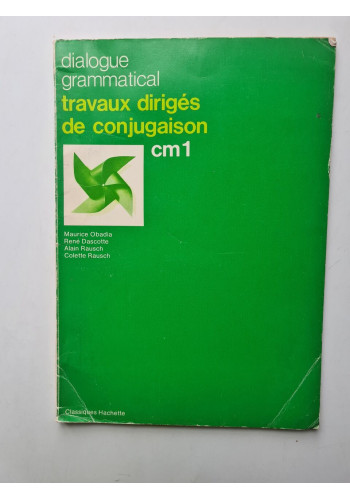 dialogue
grammatical
travaux dirigés
de conjugaison
cm1
Maurice Obadia
René Dascotte
Alain Rausch
Colette Rausch
Classiques Hachette